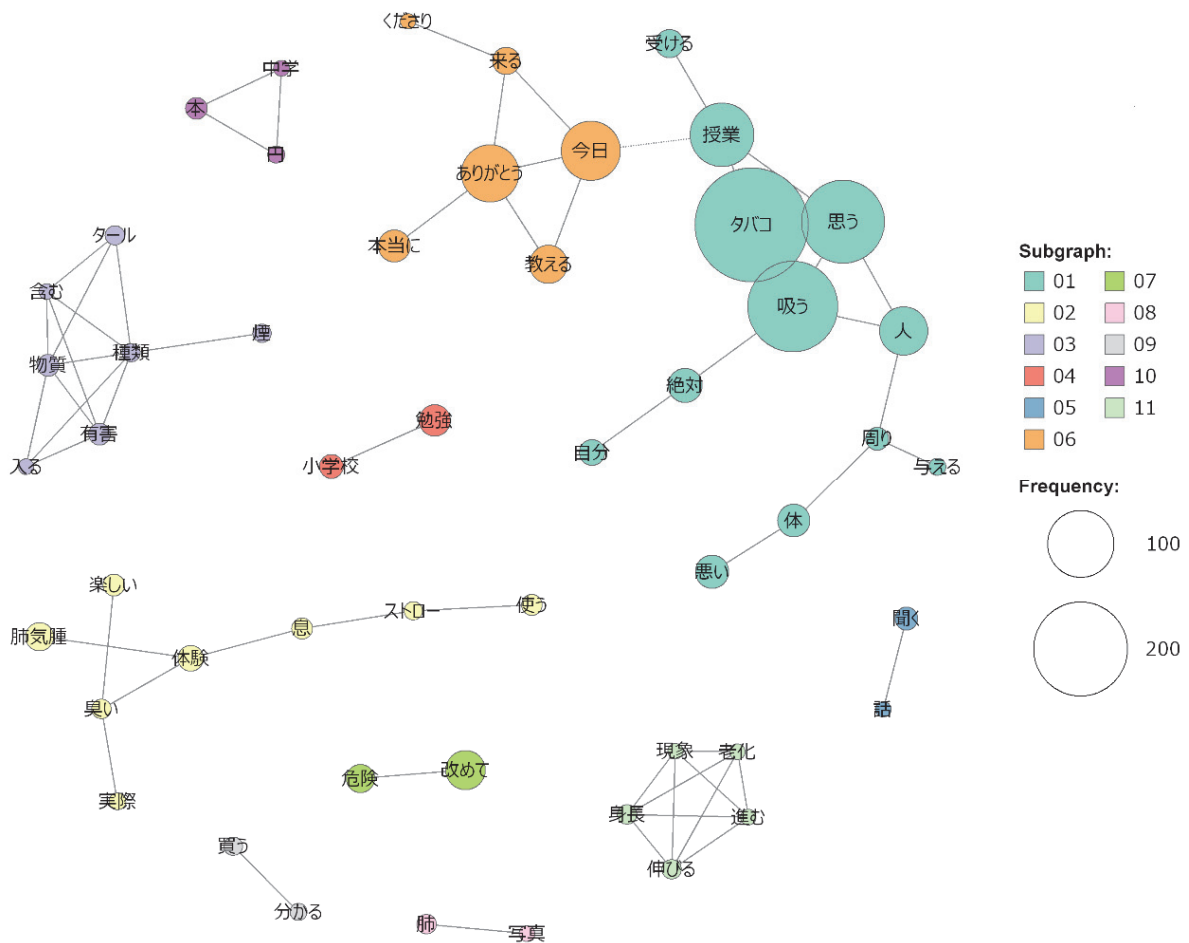 くださり
来る
今日
ありがとう
本当に
教える
中学
本
円
受ける
授業
タバコ
思う
吸う
人
絶対
自分
周り
与える
体
悪い
タール
含む
物質
種類
煙
有害
入る
勉強
小学校
楽しい
肺気腫
体験
息
ストロー
使う
臭い
実際
聞く
話
危険
改めて
現象
老化
身長
進む
伸びる
買う
分かる
肺
写真
Subgraph:
01 07
02 08
03 09
04 10
05 11
06
Frequency:
100
200